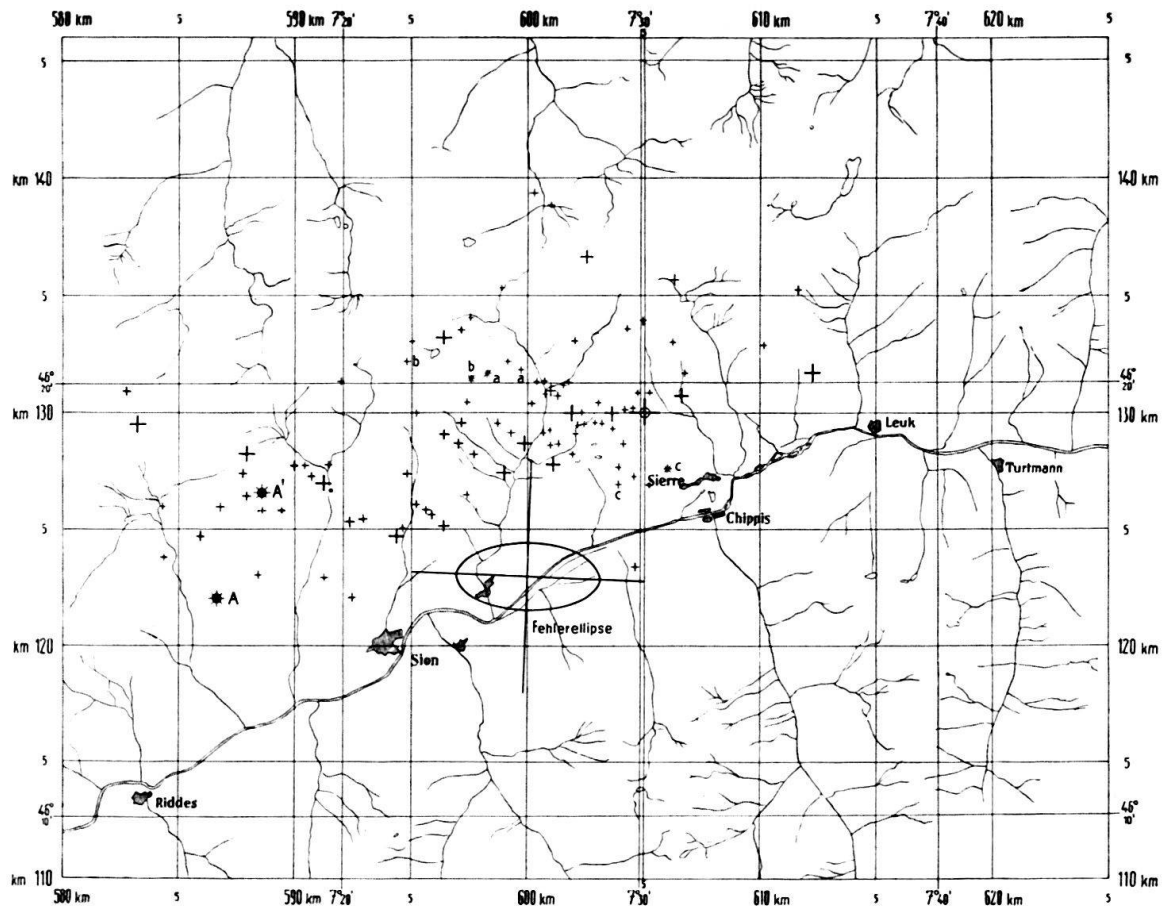 580 km 5 590 km 7°20' 5 600 km 7°30' 610 km 5 7°40' 620 km 5
5 5
km 140 140 km
5 5
b b a a
46° 20' 46° 20'
km 130 130 km
Leuk
c
Sierre
Turtmann
A'
c
Chippis
5 5
A
Fehlerellipse
km 120 120 km
Sion
5 5
Riddes
46° 10' 46° 10'
km 110 110 km
580 km 5 590 km 7°20' 5 600 km 7°30' 610 km 5 7°40' 620 km 5